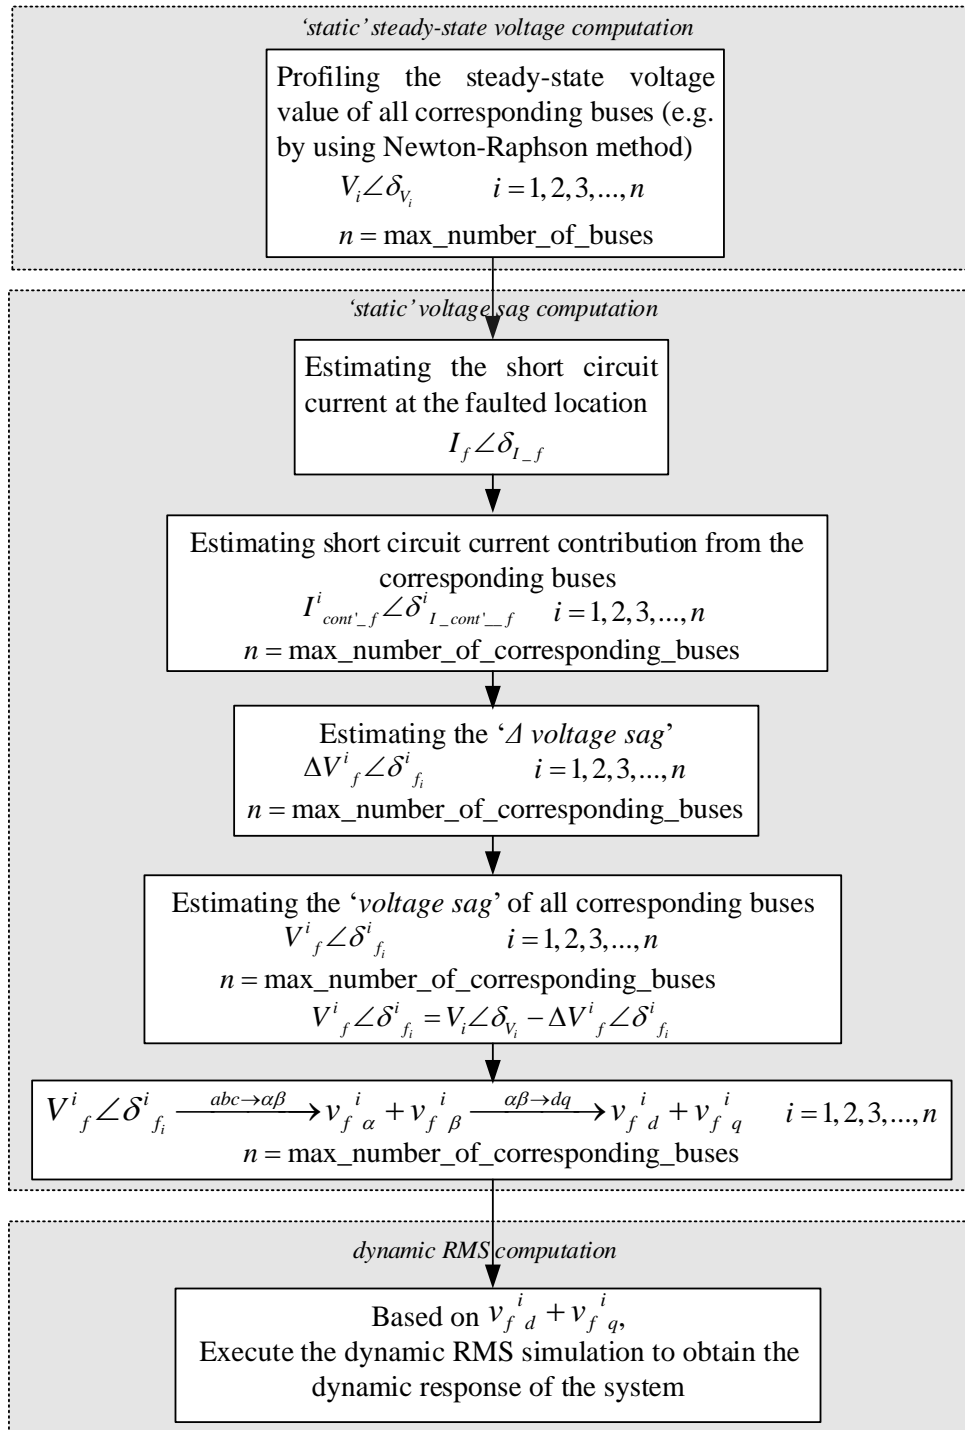 ‘static’ steady-state voltage computation
Profiling the steady-state voltage
value of all corresponding buses (e.g.
by using Newton-Raphson method)
V_i∠δ_{V_i} i = 1, 2, 3, ..., n
n = max_number_of_buses
‘static’ voltage sag computation
Estimating the short circuit
current at the faulted location
I_f∠δ_{I_f}
Estimating short circuit current contribution from the
corresponding buses
I^i_{cont'_f}∠δ^i_{I_cont'__f} i = 1, 2, 3, ..., n
n = max_number_of_corresponding_buses
Estimating the ‘Δ voltage sag’
ΔV^i_f∠δ^i_{f_i} i = 1, 2, 3, ..., n
n = max_number_of_corresponding_buses
Estimating the ‘voltage sag’ of all corresponding buses
V^i_f∠δ^i_{f_i} i = 1, 2, 3, ..., n
n = max_number_of_corresponding_buses
V^i_f∠δ^i_{f_i} = V_i∠δ_{V_i} − ΔV^i_f∠δ^i_{f_i}
V^i_f∠δ^i_{f_i} abc→αβ → v_f^i_α + v_f^i_β αβ→dq → v_f^i_d + v_f^i_q i = 1, 2, 3, ..., n
n = max_number_of_corresponding_buses
dynamic RMS computation
Based on v_f^i_d + v_f^i_q,
Execute the dynamic RMS simulation to obtain the
dynamic response of the system